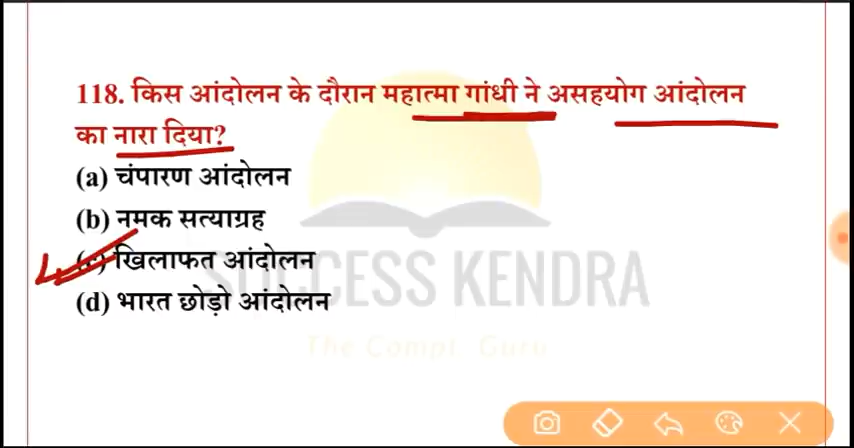 118. किस आंदोलन के दौरान महात्मा गांधी ने असहयोग आंदोलन
का नारा दिया?
(a) चंपारण आंदोलन
(b) नमक सत्याग्रह
(c) खिलाफत आंदोलन
(d) भारत छोड़ो आंदोलन
SUCCESS KENDRA
The Compt. Guru